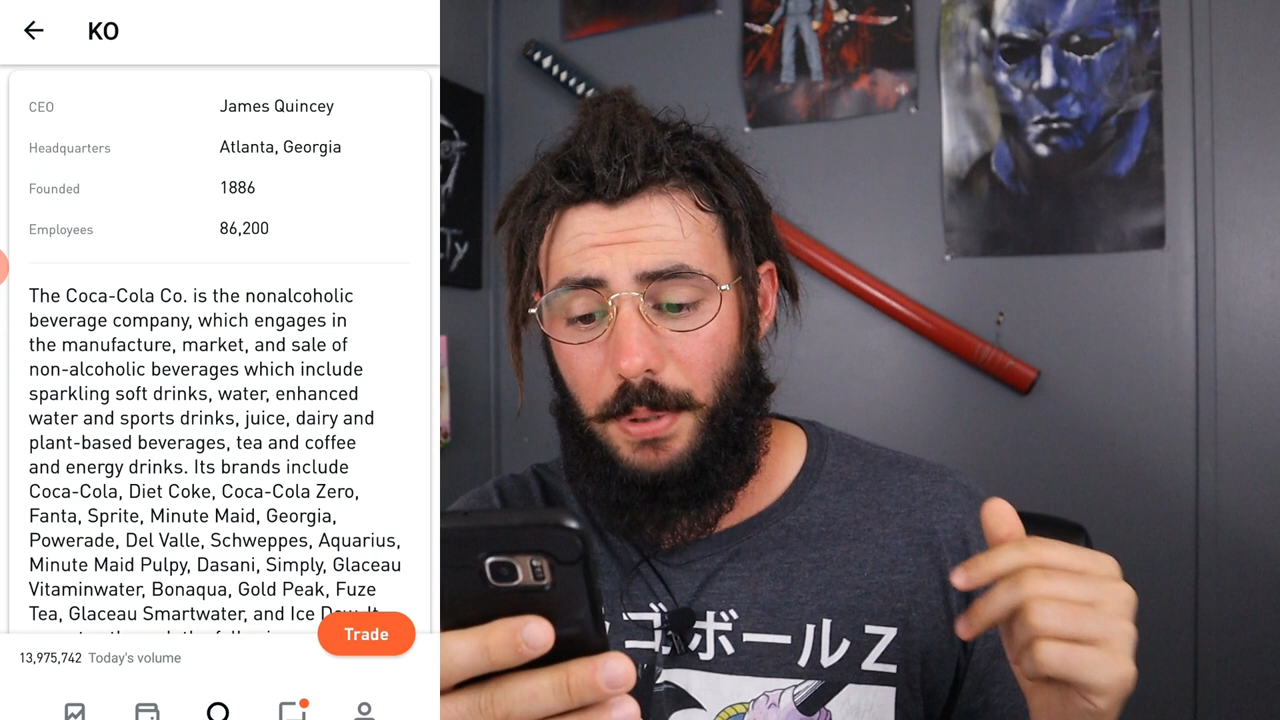 KO
CEO James Quincey
Headquarters Atlanta, Georgia
Founded 1886
Employees 86,200
The Coca-Cola Co. is the nonalcoholic
beverage company, which engages in
the manufacture, market, and sale of
non-alcoholic beverages which include
sparkling soft drinks, water, enhanced
water and sports drinks, juice, dairy and
plant-based beverages, tea and coffee
and energy drinks. Its brands include
Coca-Cola, Diet Coke, Coca-Cola Zero,
Fanta, Sprite, Minute Maid, Georgia,
Powerade, Del Valle, Schweppes, Aquarius,
Minute Maid Pulpy, Dasani, Simply, Glaceau
Vitaminwater, Bonaqua, Gold Peak, Fuze
Tea, Glaceau Smartwater, and Ice
Trade
13,975,742 Today's volume
ゴボールZ